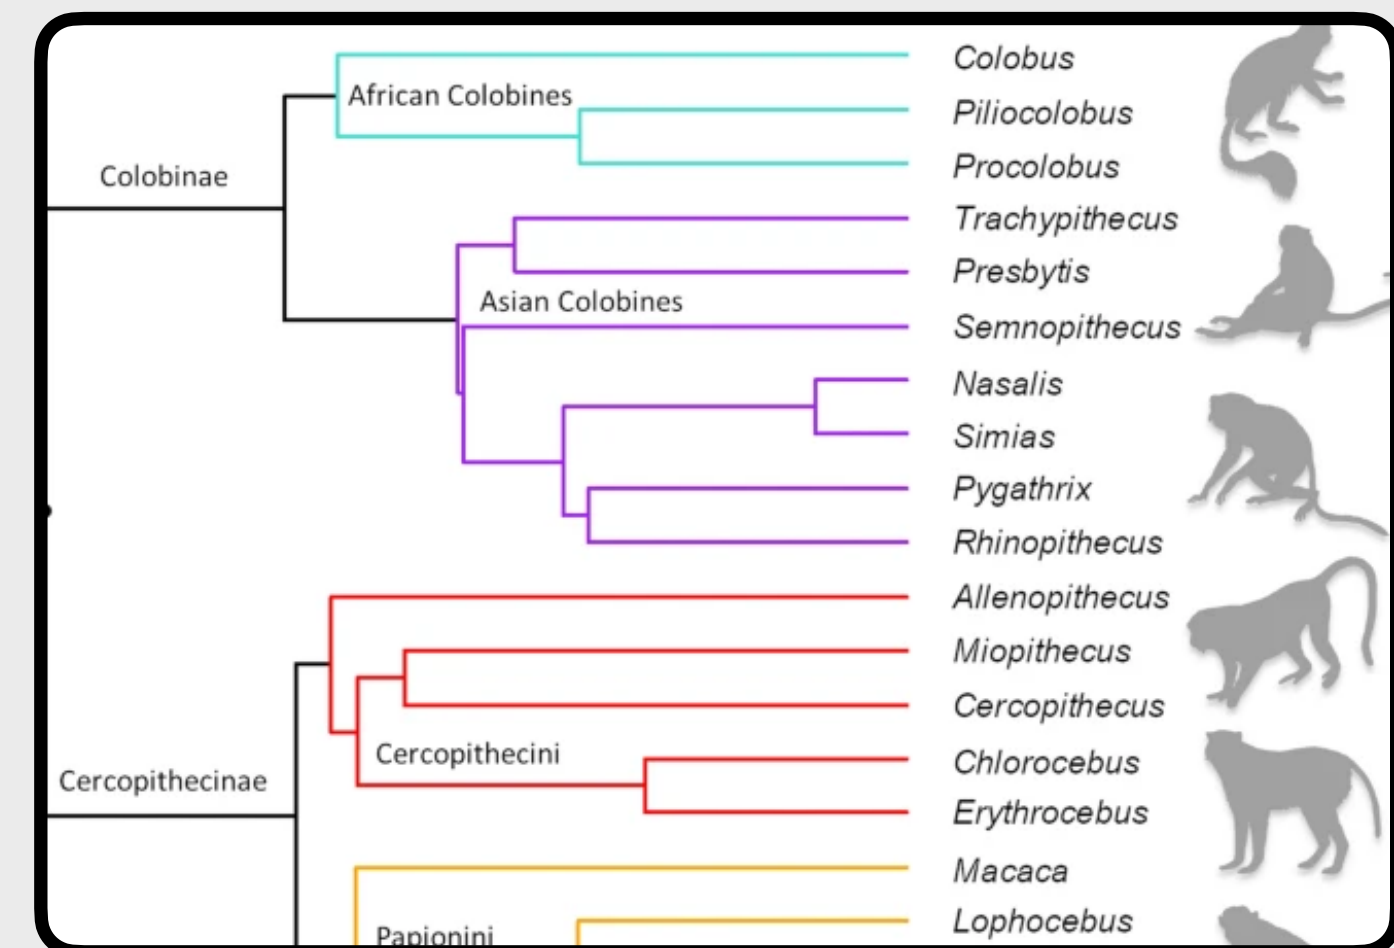 Colobus
African Colobines
Piliocolobus
Procolobus
Colobinae
Trachypithecus
Presbytis
Asian Colobines
Semnopithecus
Nasalis
Simias
Pygathrix
Rhinopithecus
Allenopithecus
Miopithecus
Cercopithecus
Cercopithecini
Chlorocebus
Cercopithecinae
Erythrocebus
Macaca
Lophocebus
Papionini